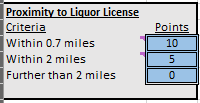 Proximity to Liquor License
Criteria Points
Within 0.7 miles 10
Within 2 miles 5
Further than 2 miles 0